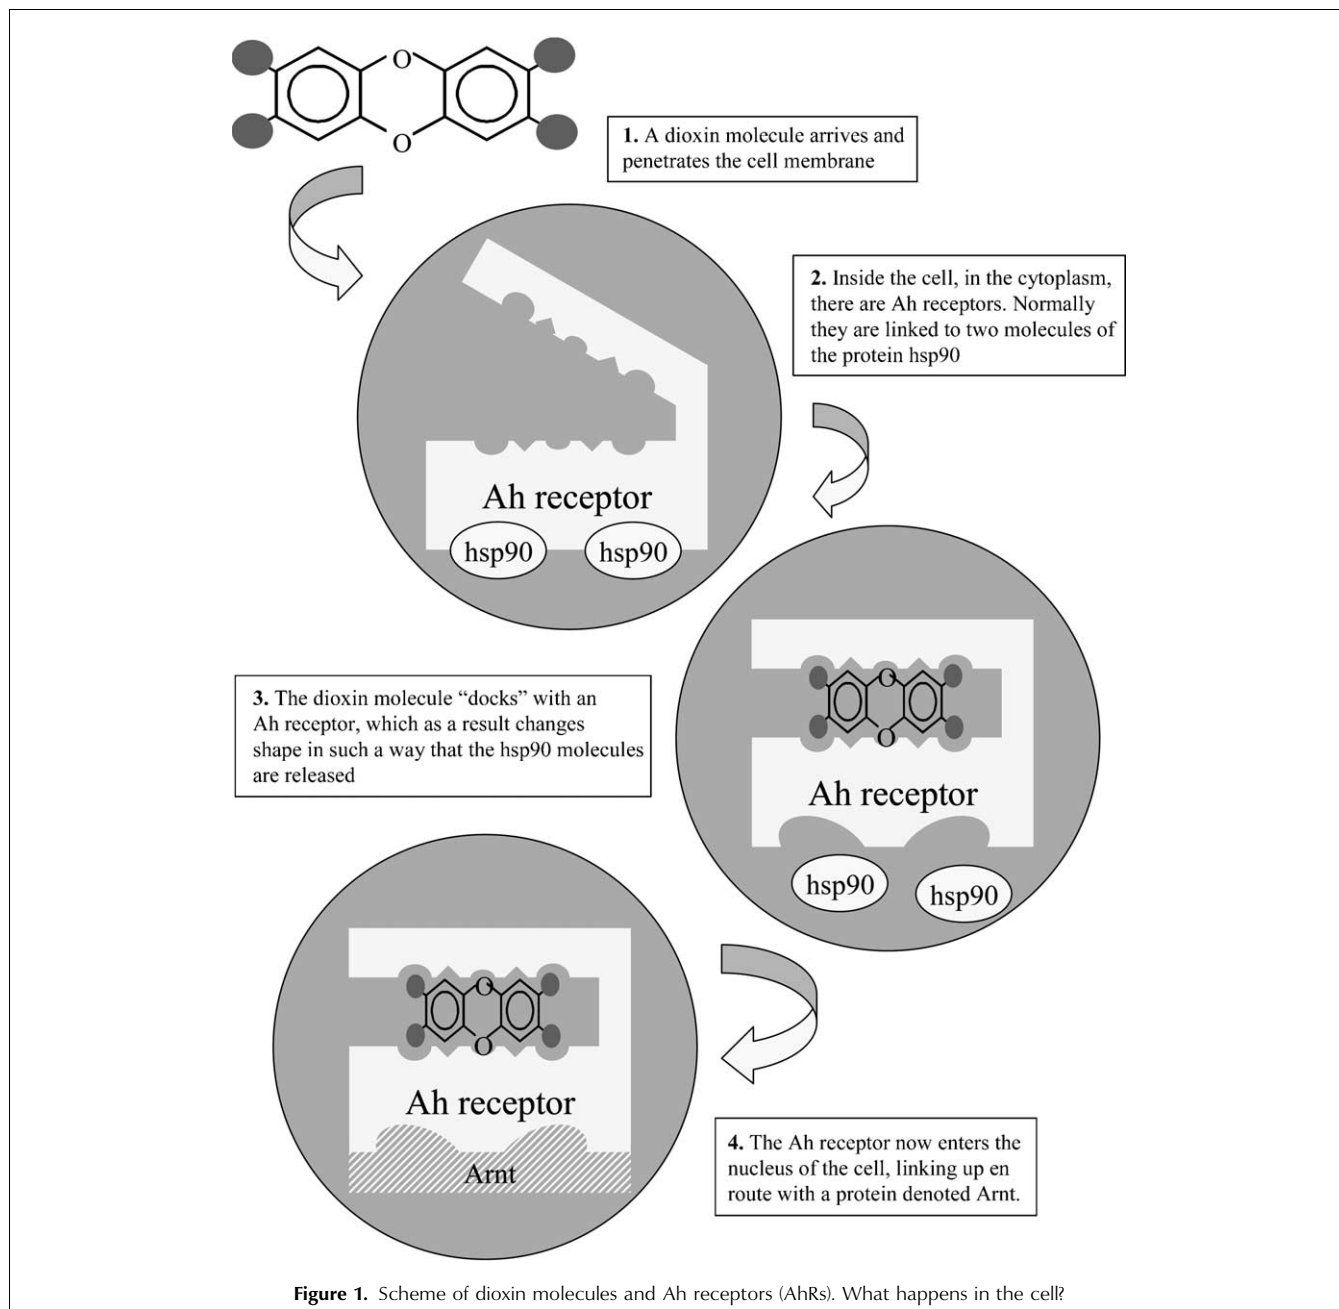 O
O
1. A dioxin molecule arrives and
penetrates the cell membrane
2. Inside the cell, in the cytoplasm,
there are Ah receptors. Normally
they are linked to two molecules of
the protein hsp90
Ah receptor
hsp90 hsp90
3. The dioxin molecule “docks” with an
Ah receptor, which as a result changes
shape in such a way that the hsp90 molecules
are released
O
O
Ah receptor
hsp90 hsp90
O
O
Ah receptor
Arnt
4. The Ah receptor now enters the
nucleus of the cell, linking up en
route with a protein denoted Arnt.
Figure 1. Scheme of dioxin molecules and Ah receptors (AhRs). What happens in the cell?